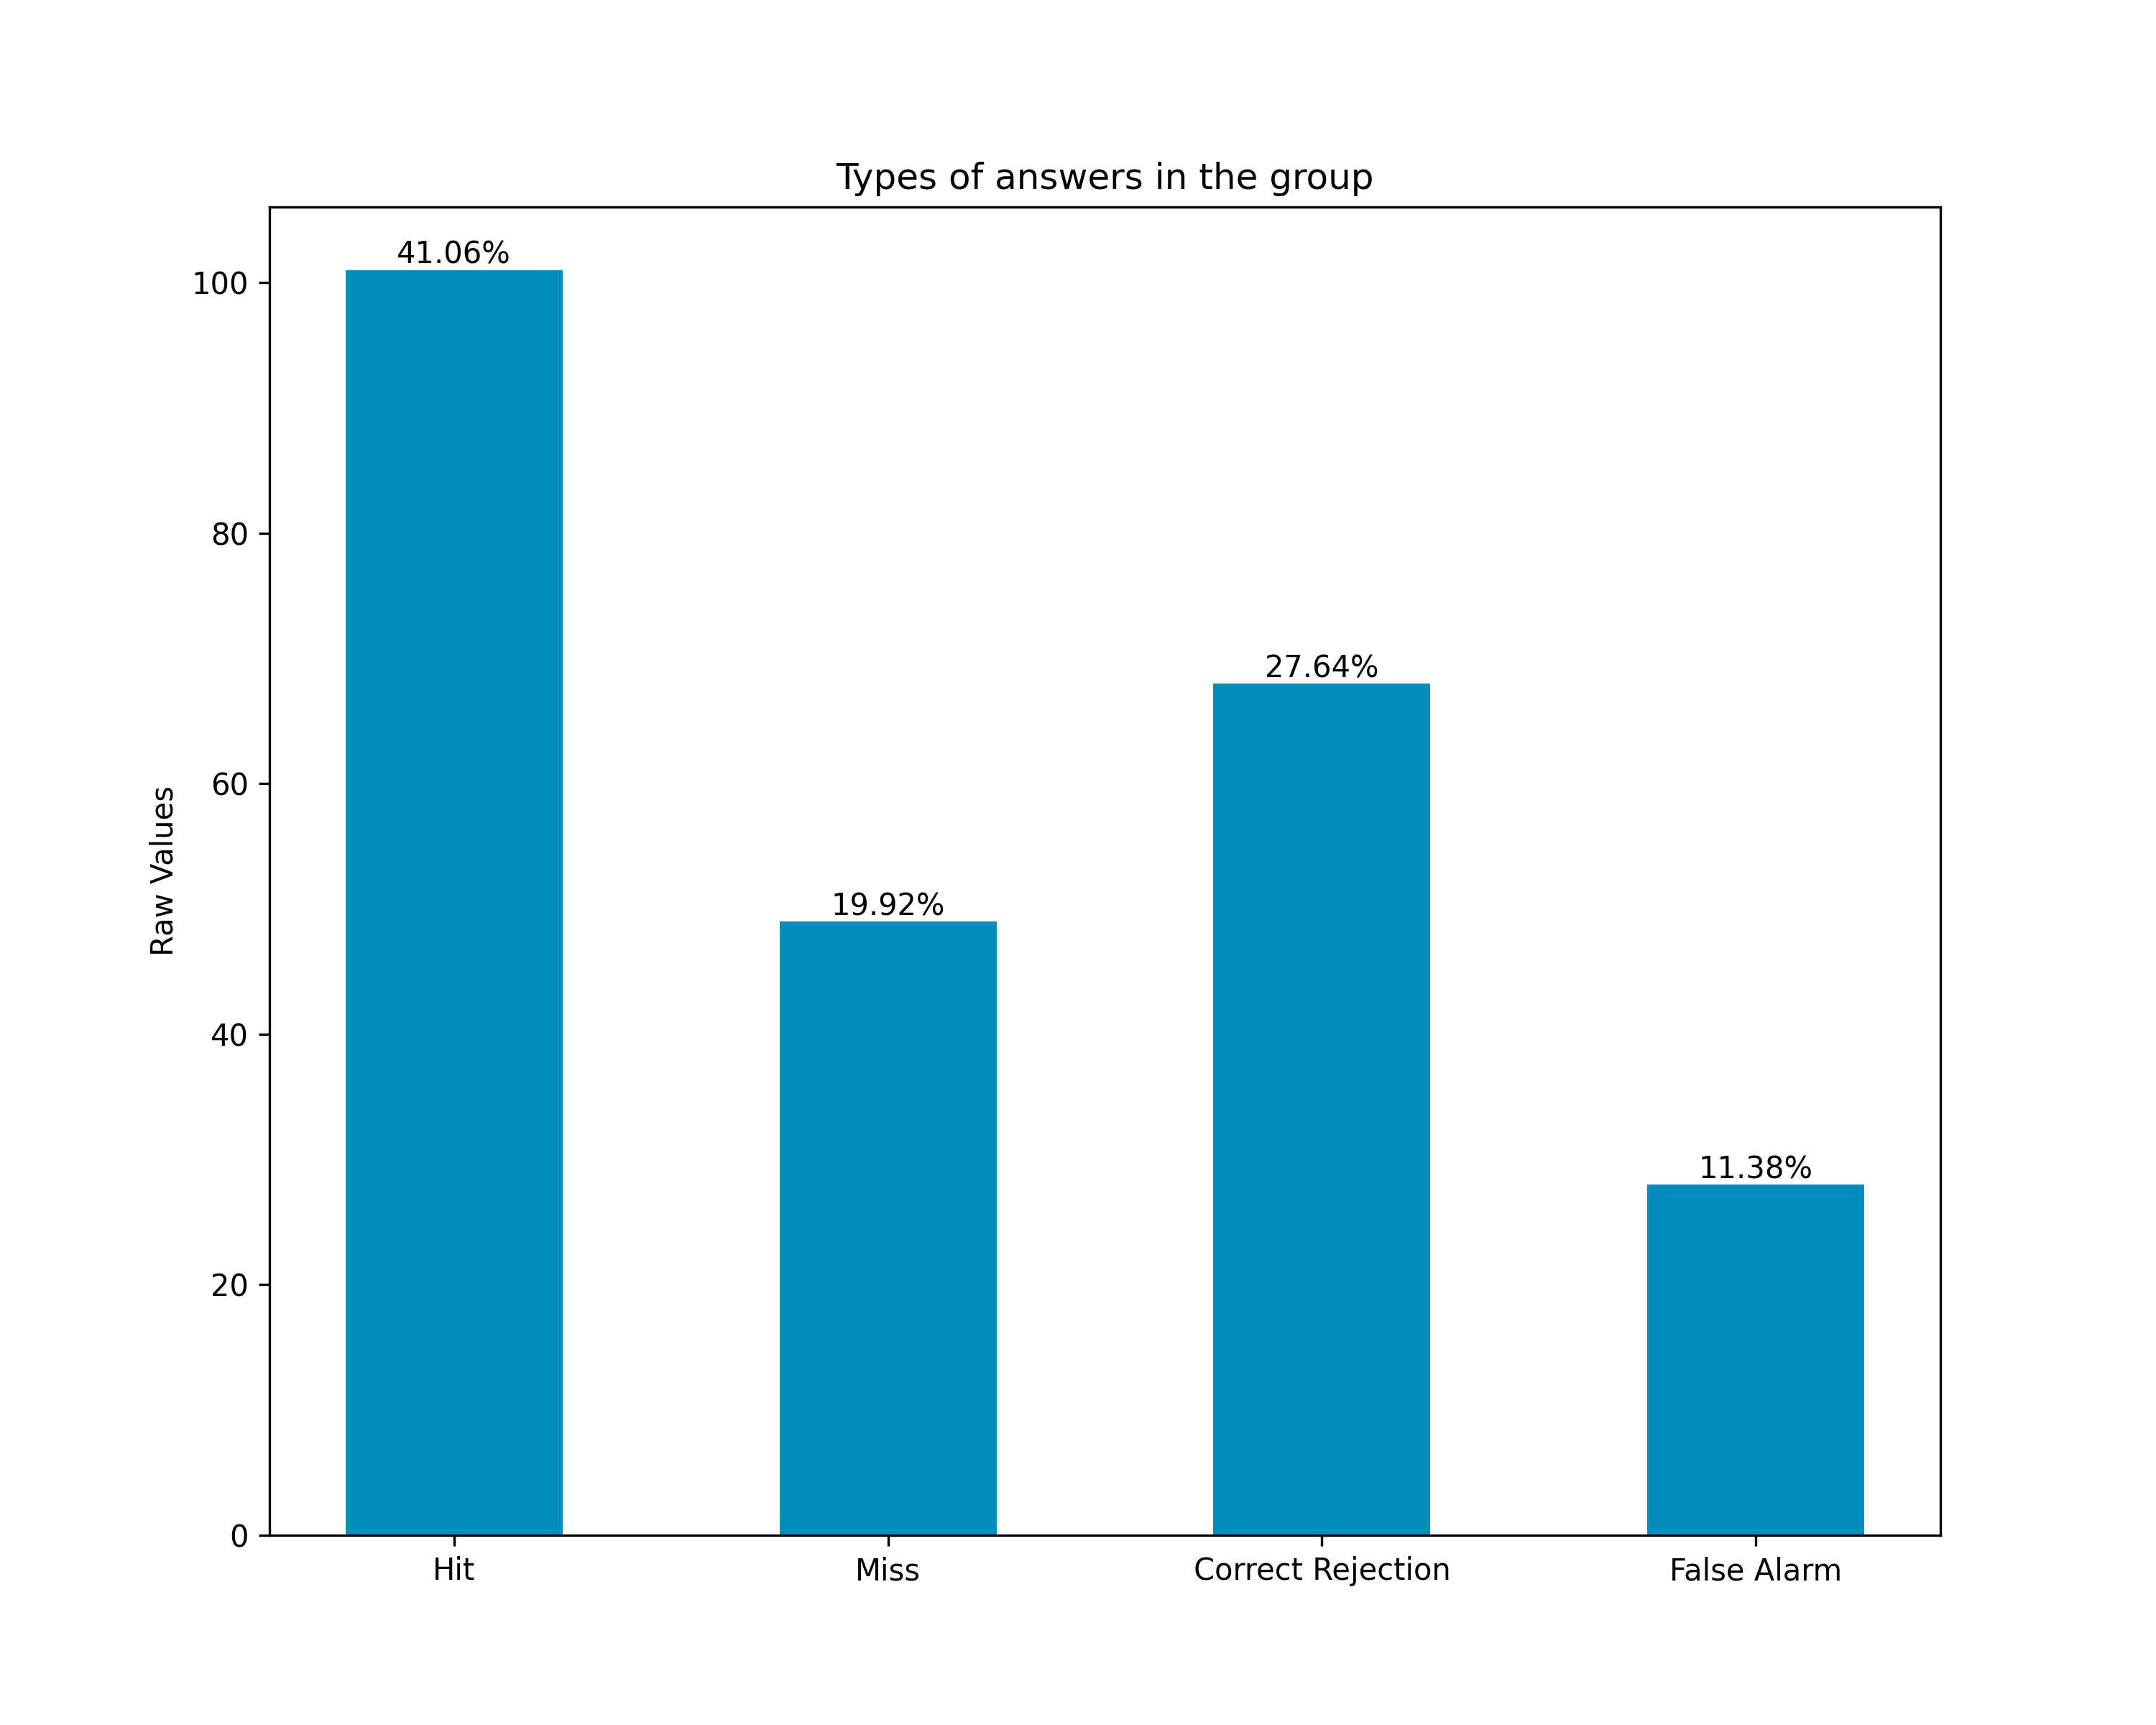 Types of answers in the group
41.06%
100
80
27.64%
60
Raw Values
19.92%
40
11.38%
20
0
Hit
Miss
Correct Rejection
False Alarm